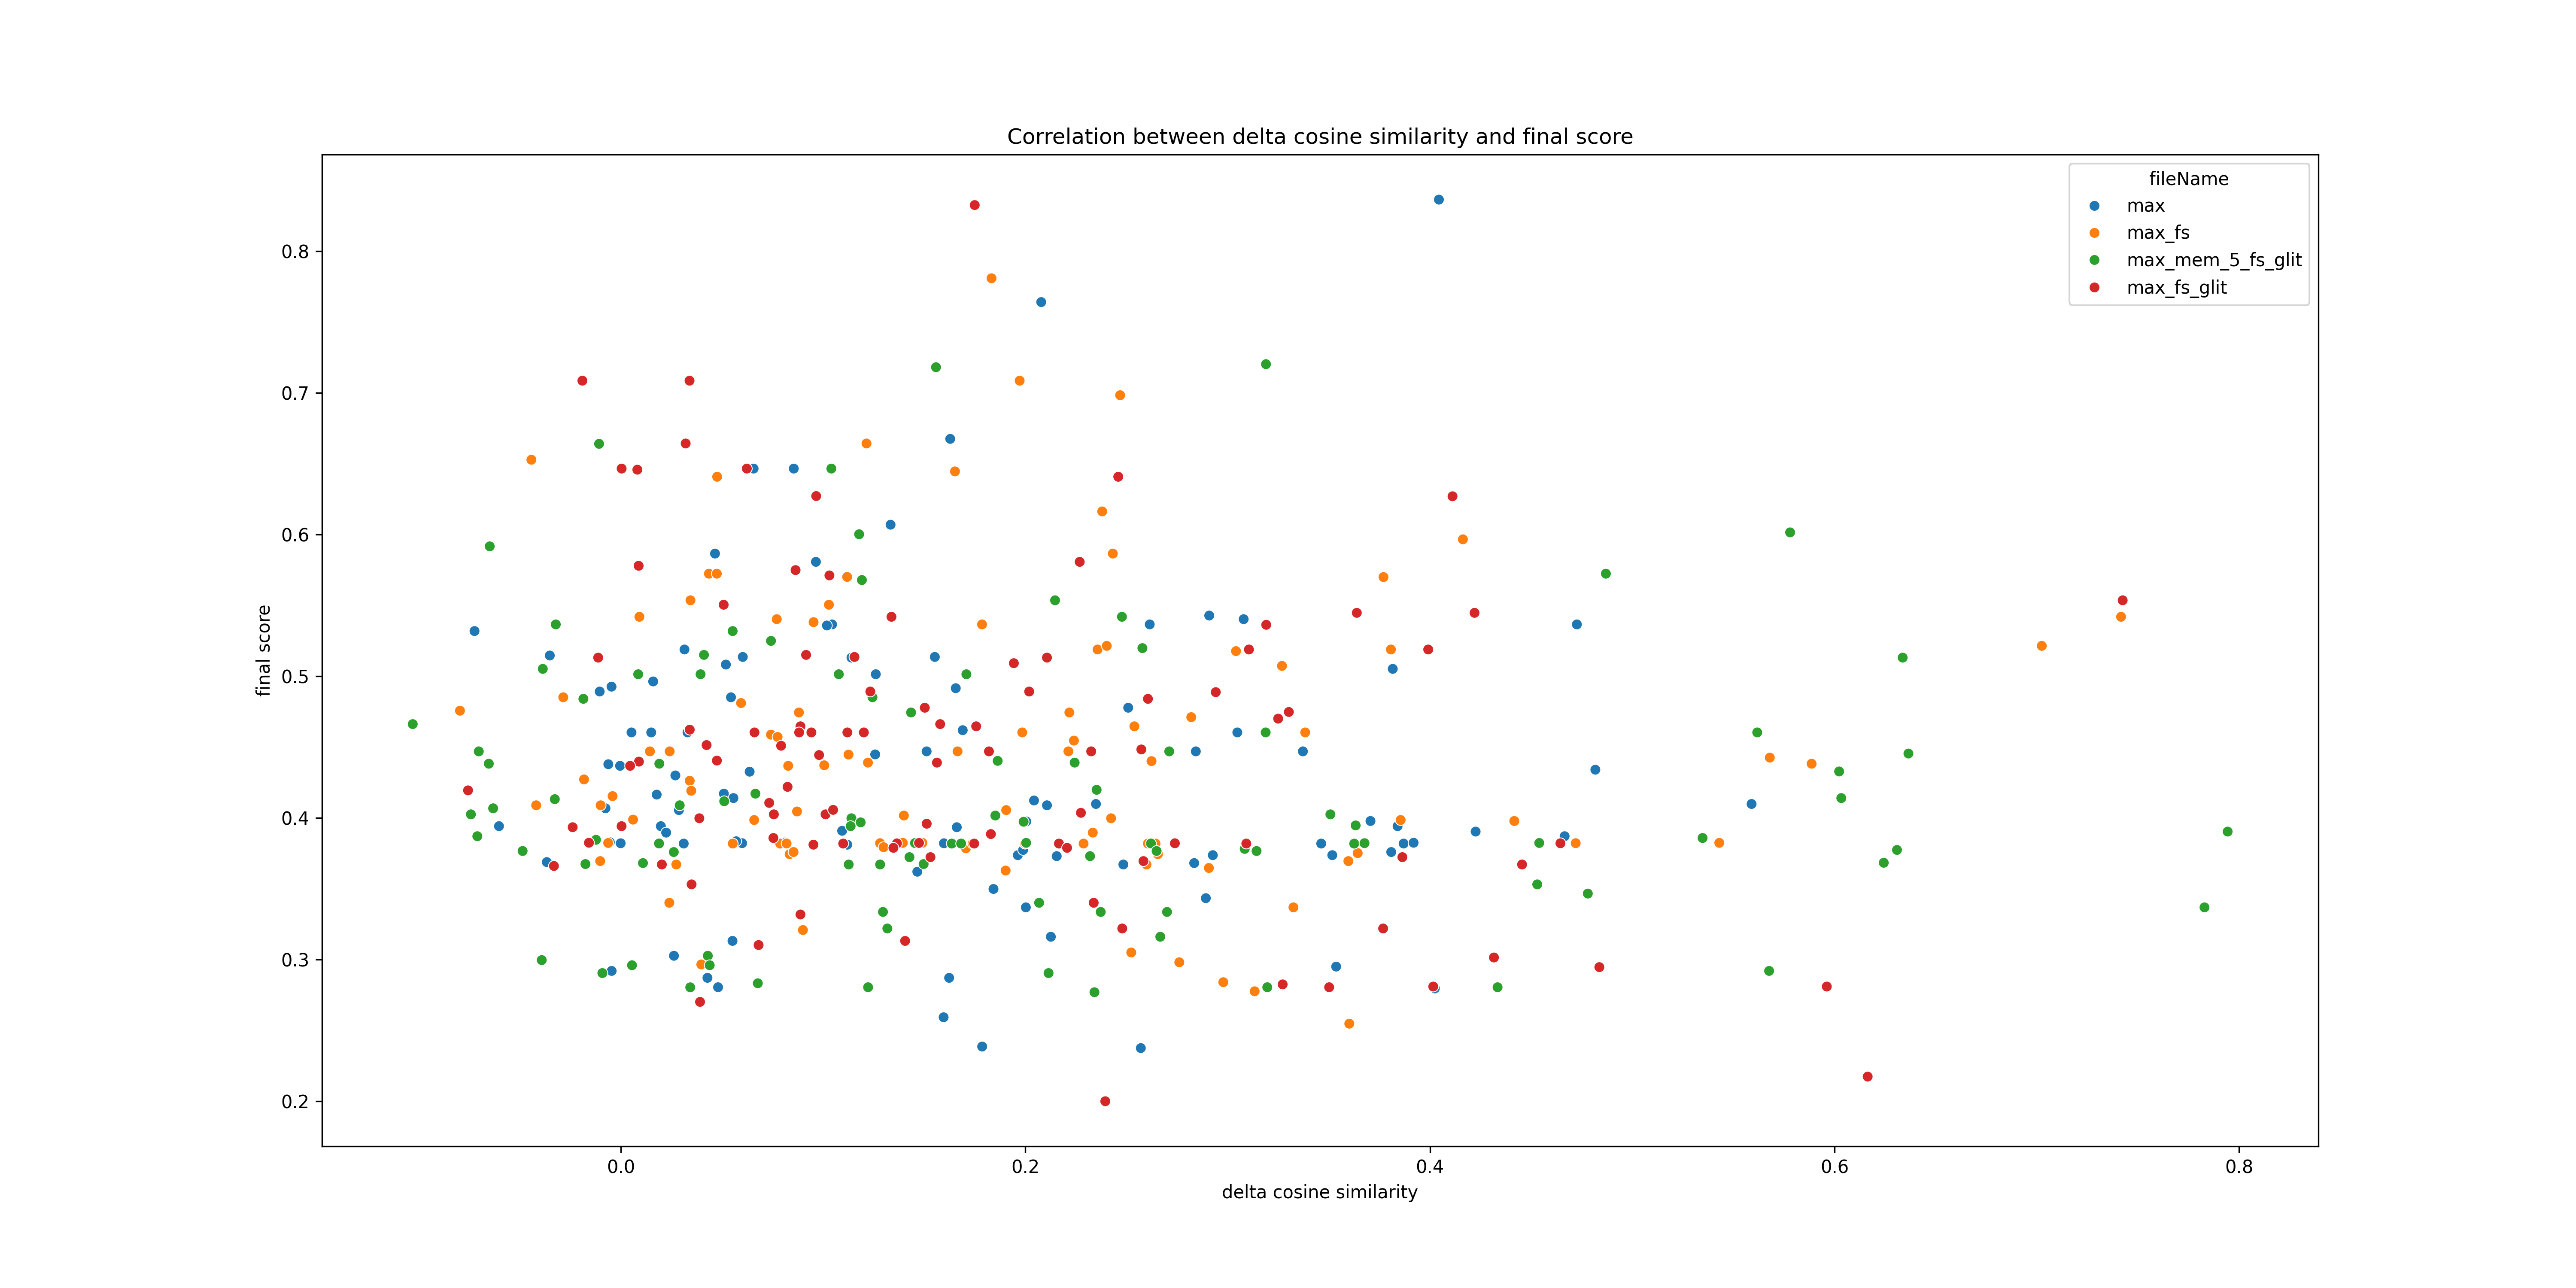 Correlation between delta cosine similarity and final score
fileName
max
max_fs
max_mem_5_fs_glit
max_fs_glit
final score
0.8
0.7
0.6
0.5
0.4
0.3
0.2
0.0
0.2
0.4
0.6
0.8
delta cosine similarity